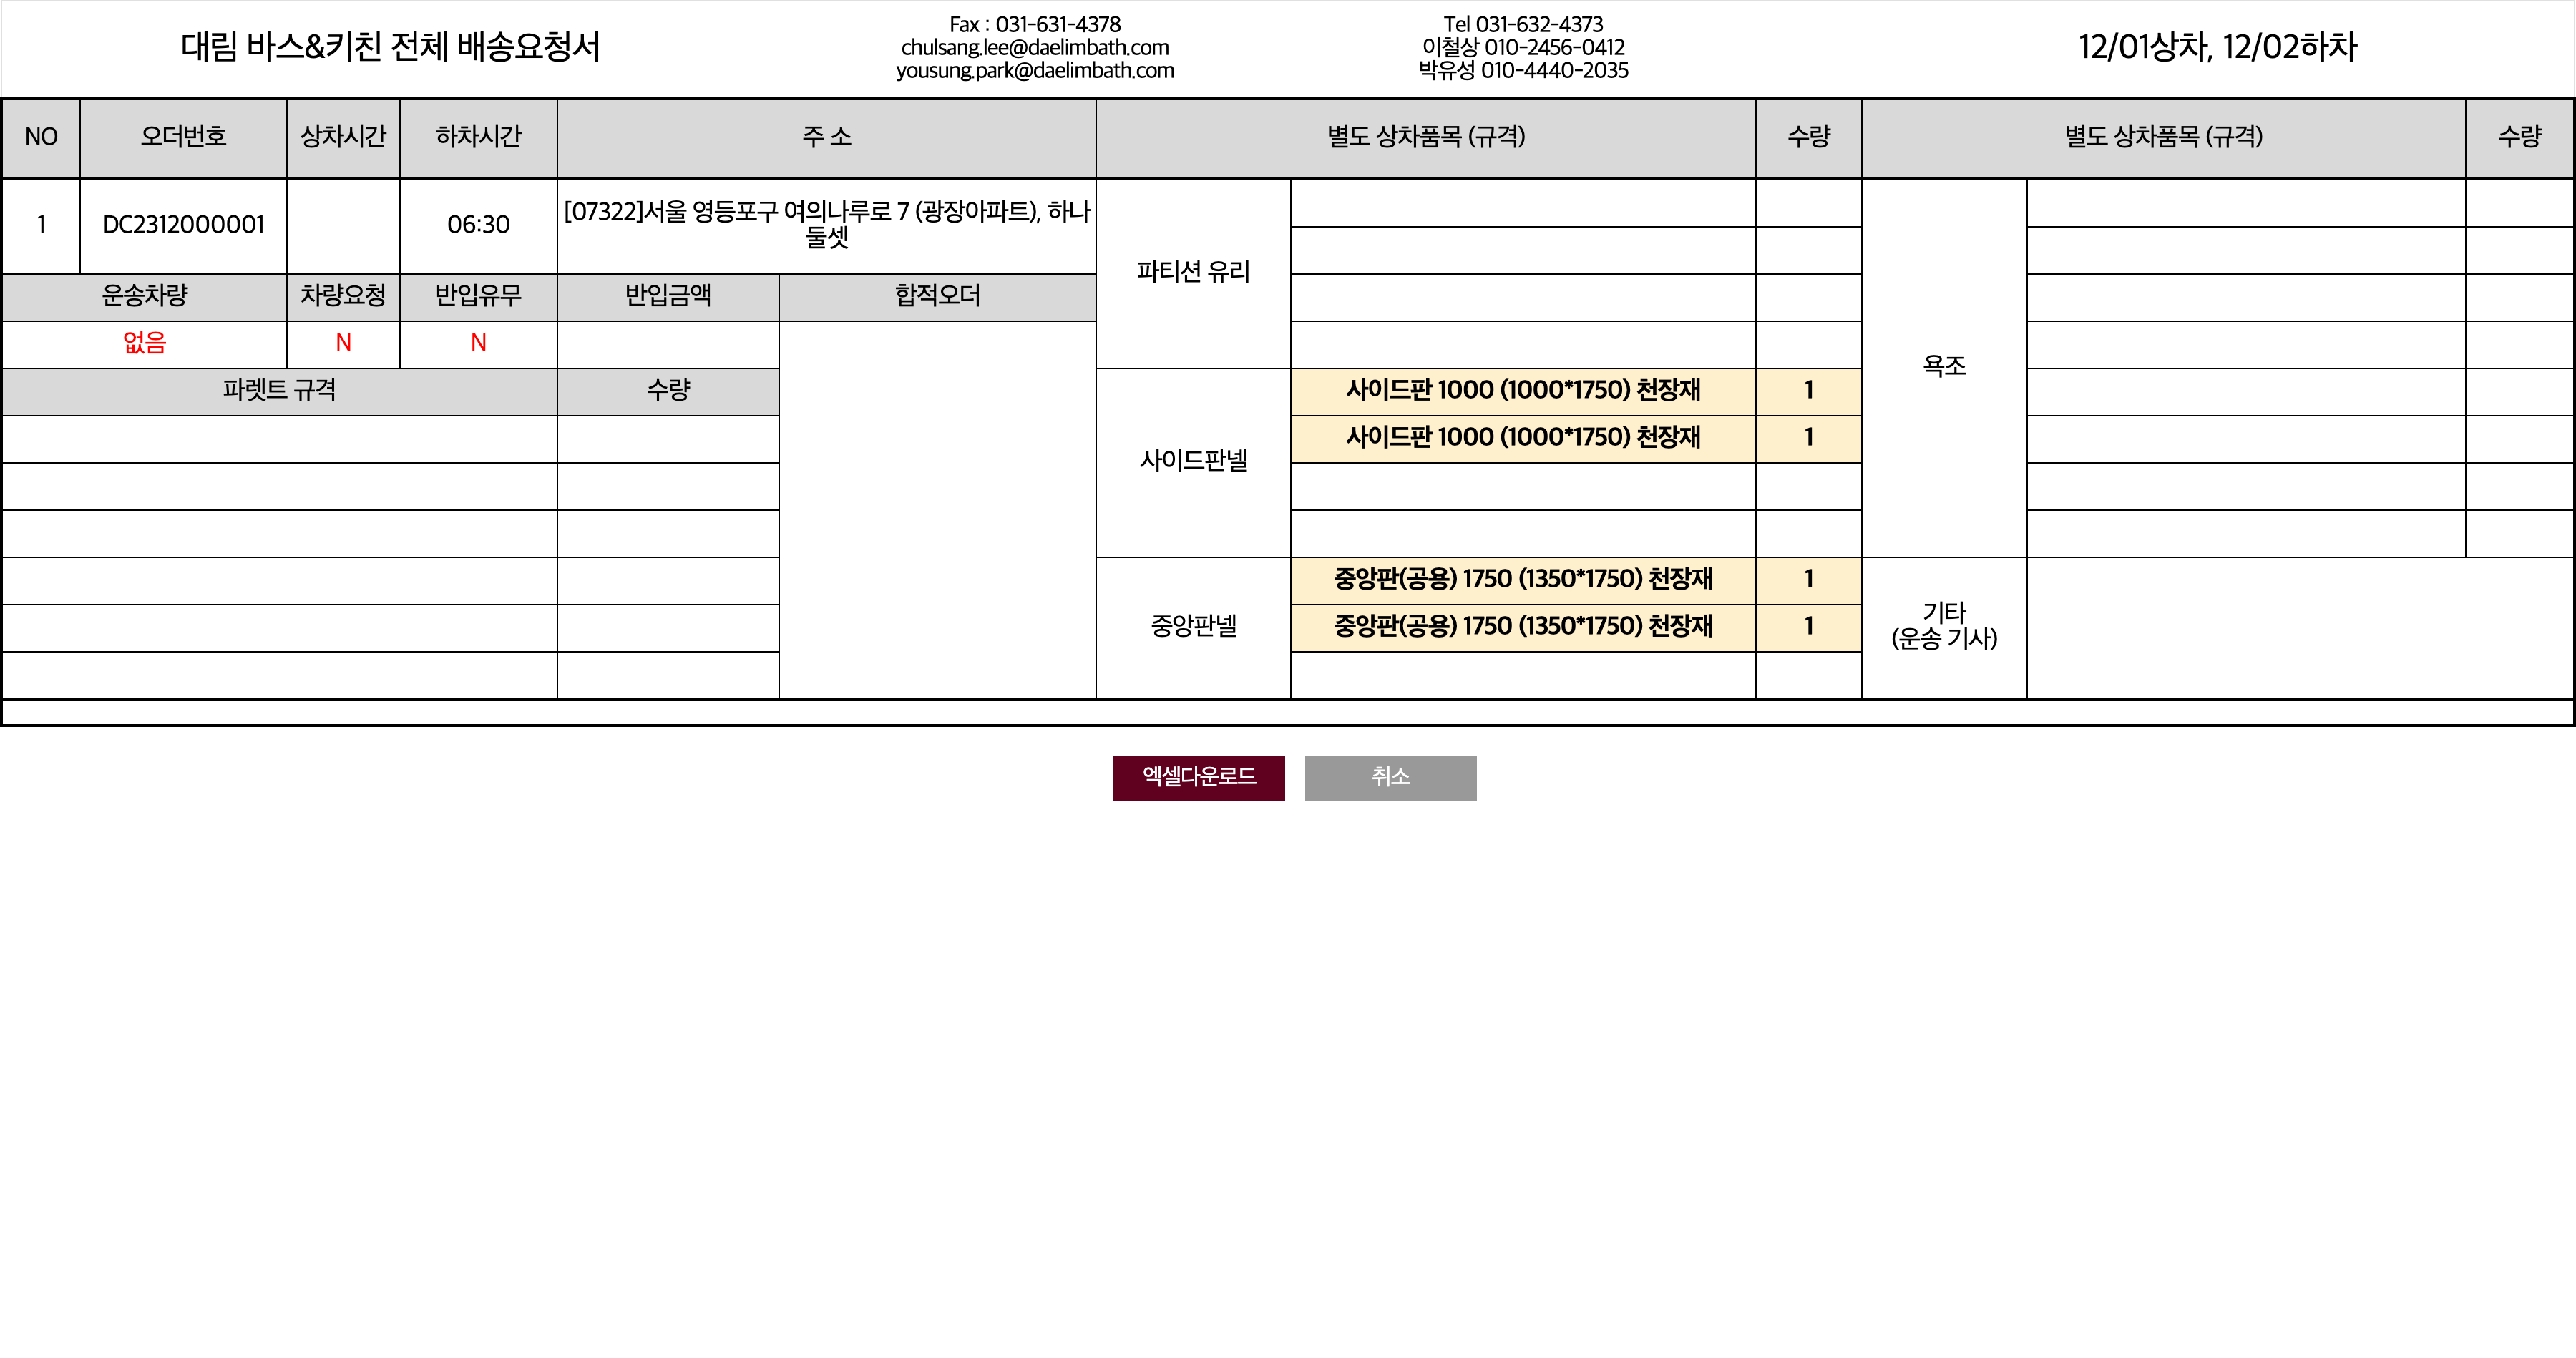 대림 바스&키친 전체 배송요청서
Fax : 031-631-4378
chulsang.lee@daelimbath.com
yousung.park@daelimbath.com
Tel 031-632-4373
이철상 010-2456-0412
박유성 010-4440-2035
12/01상차, 12/02하차
NO 오더번호 상차시간 하차시간 주 소 별도 상차품목 (규격) 수량 별도 상차품목 (규격) 수량
1 DC2312000001 06:30 [07322]서울 영등포구 여의나루로 7 (광장아파트), 하나
둘셋
파티션 유리
운송차량 차량요청 반입유무 반입금액 합적오더
없음 N N
욕조
파렛트 규격 수량
사이드판넬
사이드판 1000 (1000*1750) 천장재 1
사이드판 1000 (1000*1750) 천장재 1
중앙판넬
중앙판(공용) 1750 (1350*1750) 천장재 1
중앙판(공용) 1750 (1350*1750) 천장재 1
기타
(운송 기사)
엑셀다운로드 취소